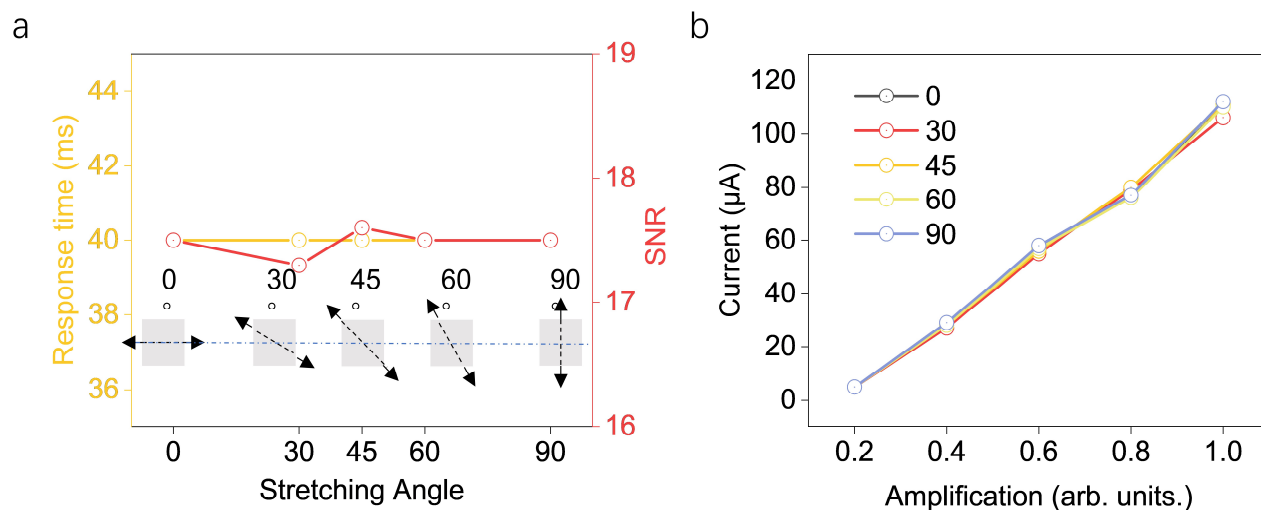 a
44
42
40
38
36
Response time (ms)
19
18
17
16
SNR
0 30 45 60 90
° ° ° ° °
0 30 45 60 90
Stretching Angle
b
120
100
80
60
40
20
0
Current (µA)
0
30
45
60
90
0.2 0.4 0.6 0.8 1.0
Amplification (arb. units.)